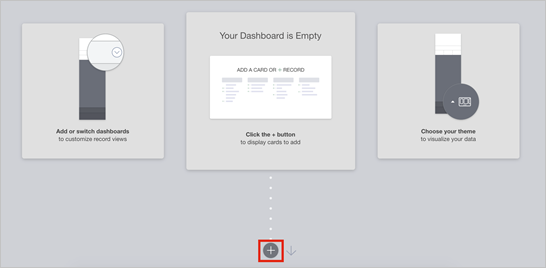 Your Dashboard is Empty
ADD A CARD OR + RECORD
Click the + button
to display cards to add
Add or switch dashboards
to customize record views
Choose your theme
to visualize your data